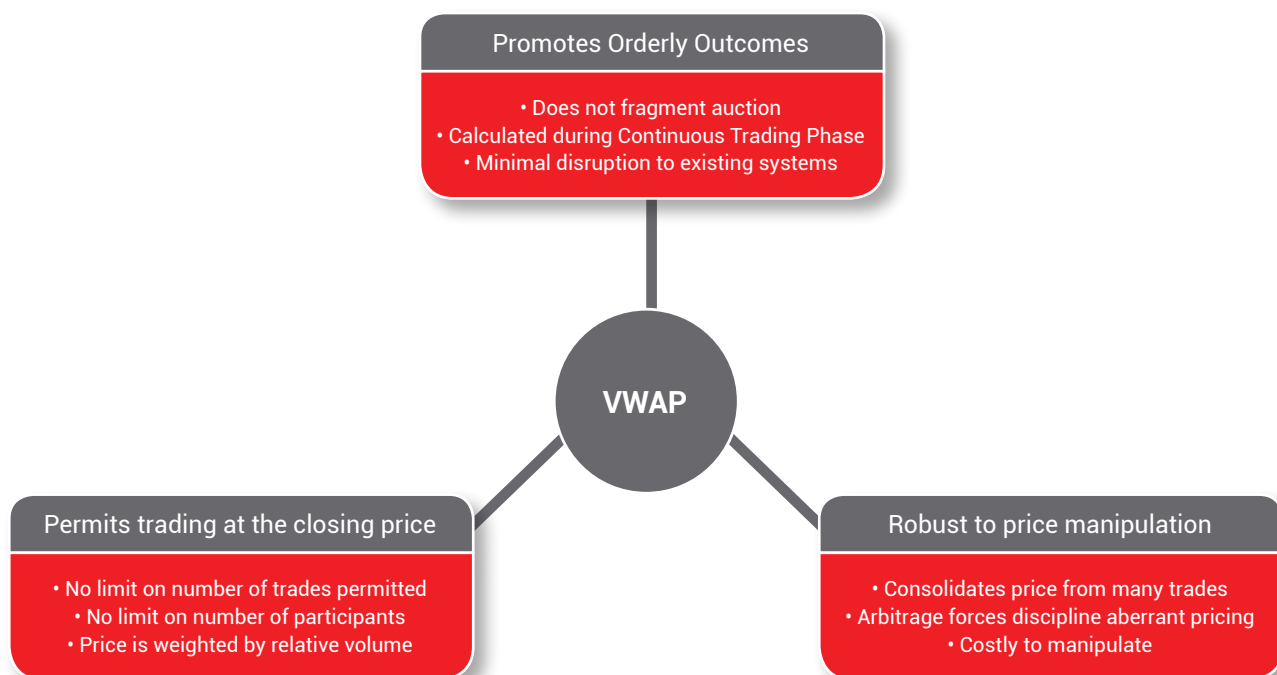 Promotes Orderly Outcomes
• Does not fragment auction
• Calculated during Continuous Trading Phase
• Minimal disruption to existing systems
VWAP
Permits trading at the closing price
• No limit on number of trades permitted
• No limit on number of participants
• Price is weighted by relative volume
Robust to price manipulation
• Consolidates price from many trades
• Arbitrage forces discipline aberrant pricing
• Costly to manipulate